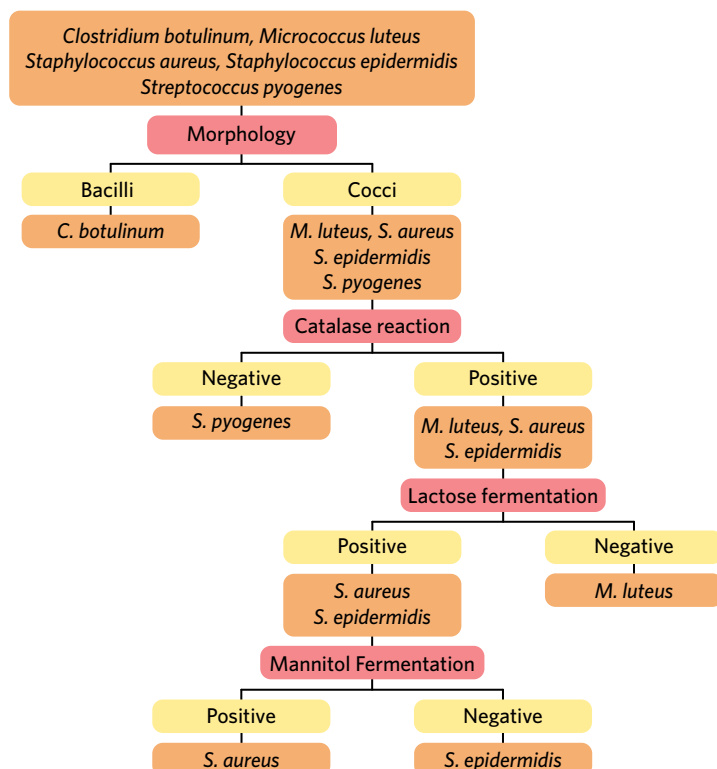 Clostridium botulinum, Micrococcus luteus
Staphylococcus aureus, Staphylococcus epidermidis
Streptococcus pyogenes
Morphology
Bacilli
Cocci
C. botulinum
M. luteus, S. aureus
S. epidermidis
S. pyogenes
Catalase reaction
Negative
Positive
S. pyogenes
M. luteus, S. aureus
S. epidermidis
Lactose fermentation
Positive
Negative
S. aureus
S. epidermidis
M. luteus
Mannitol Fermentation
Positive
Negative
S. aureus
S. epidermidis